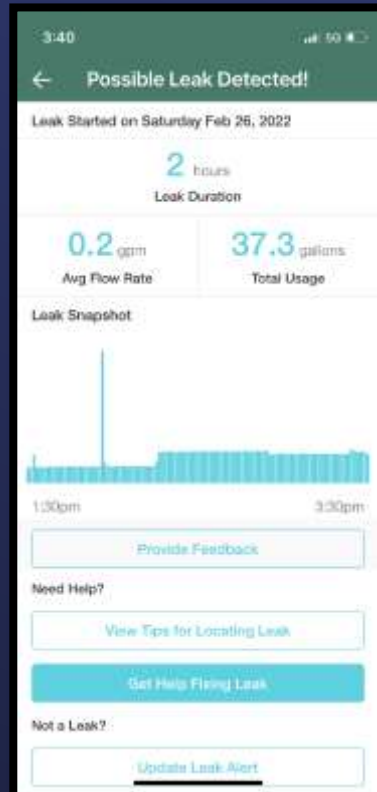 3:40
5G
← Possible Leak Detected!
Leak Started on Saturday Feb 26, 2022
2 hours
Leak Duration
0.2 gpm
37.3 gallons
Avg Flow Rate
Total Usage
Leak Snapshot
1:30pm
3:30pm
Provide Feedback
Need Help?
View Tips for Locating Leak
Get Help Fixing Leak
Not a Leak?
Update Leak Alert